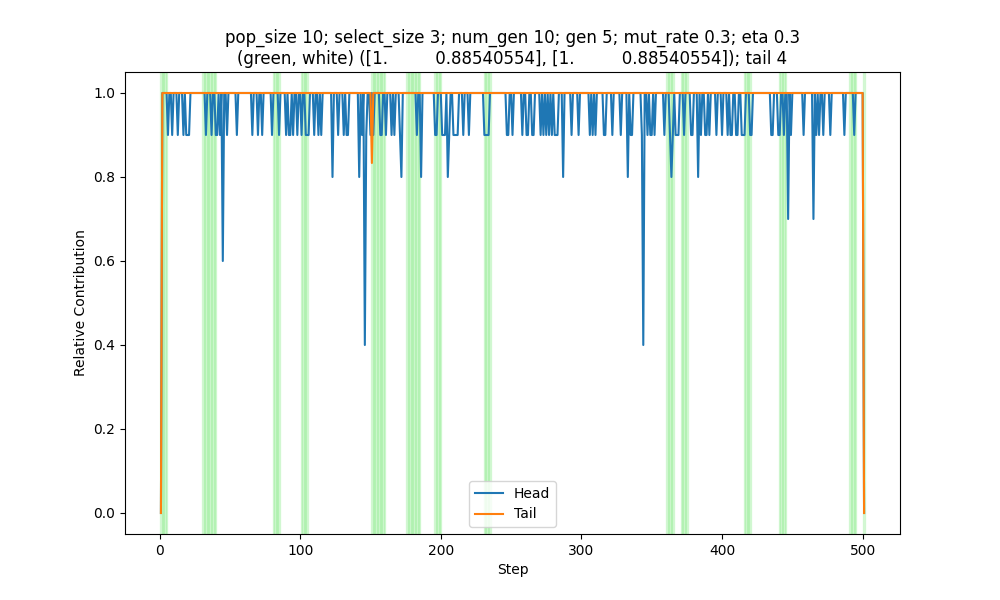 pop_size 10; select_size 3; num_gen 10; gen 5; mut_rate 0.3; eta 0.3
(green, white) ([1.         0.88540554], [1.         0.88540554]); tail 4
1.0
0.8
0.6
0.4
0.2
0.0
Relative Contribution
Head
Tail
0
100
200
300
400
500
Step